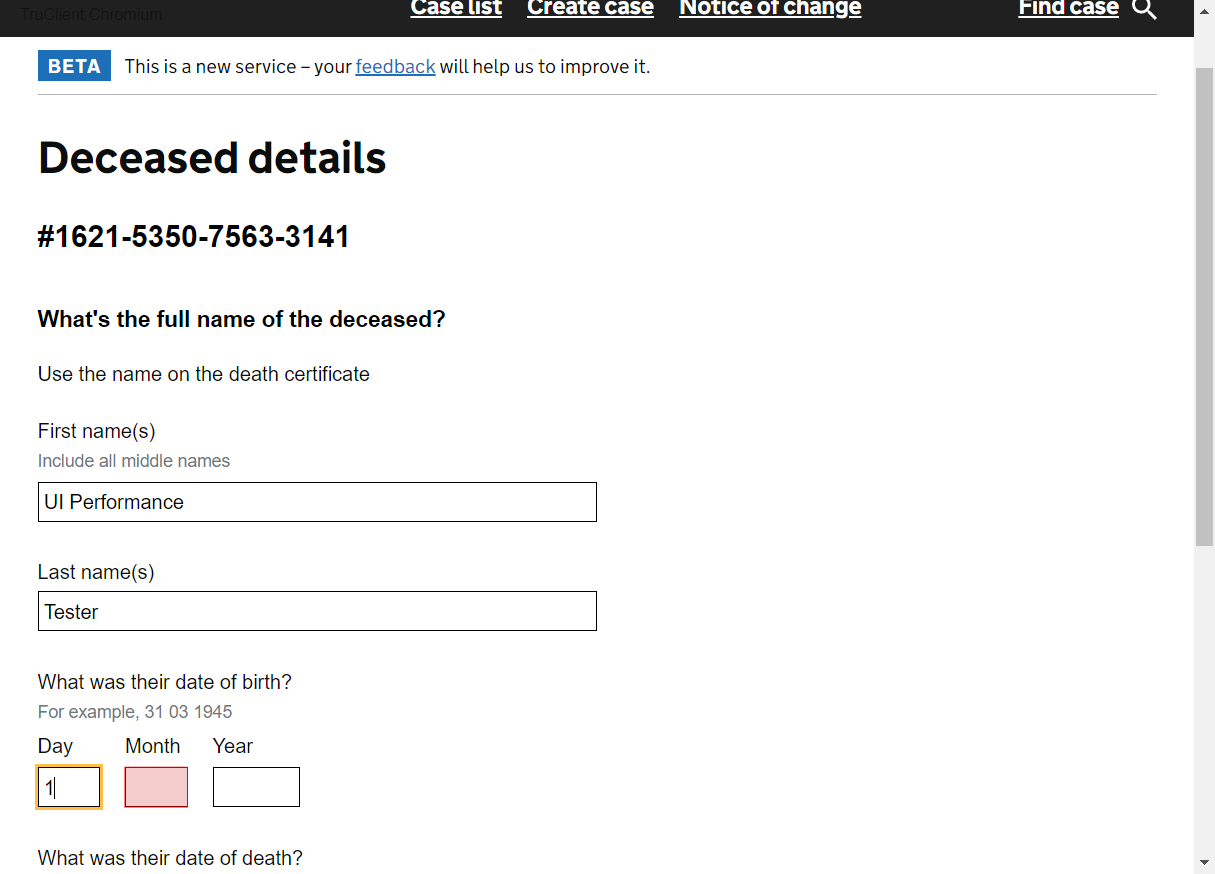 TruClient Chromium
Case list Create case Notice of change Find case
BETA This is a new service – your feedback will help us to improve it.
Deceased details
#1621-5350-7563-3141
What's the full name of the deceased?
Use the name on the death certificate
First name(s)
Include all middle names
UI Performance
Last name(s)
Tester
What was their date of birth?
For example, 31 03 1945
Day Month Year
1
What was their date of death?